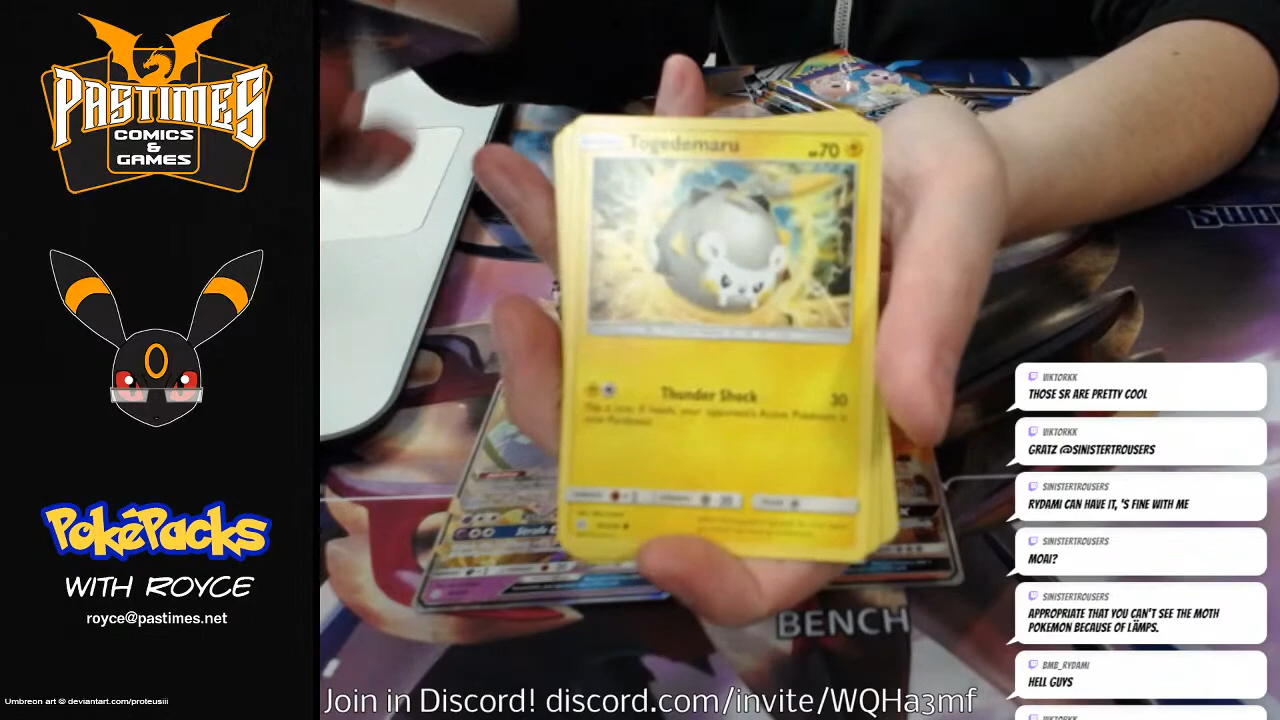 PASTIMES
COMICS
&
GAMES
PokéPacks
WITH ROYCE
royce@pastimes.net
Umbreon art © deviantart.com/proteusiii
Togedemaru
70
Thunder Shock 30
BENCH
Join in Discord! discord.com/invite/WQHa3mf
VIKTORKK
THOSE SR ARE PRETTY COOL
VIKTORKK
GRATZ @SINISTERTROUSERS
SINISTERTROUSERS
RYDAMI CAN HAVE IT, 'S FINE WITH ME
SINISTERTROUSERS
MOAI?
SINISTERTROUSERS
APPROPRIATE THAT YOU CAN'T SEE THE MOTH
POKEMON BECAUSE OF LÄMPS.
BMB_RYDAMI
HELL GUYS
VIKTORKK